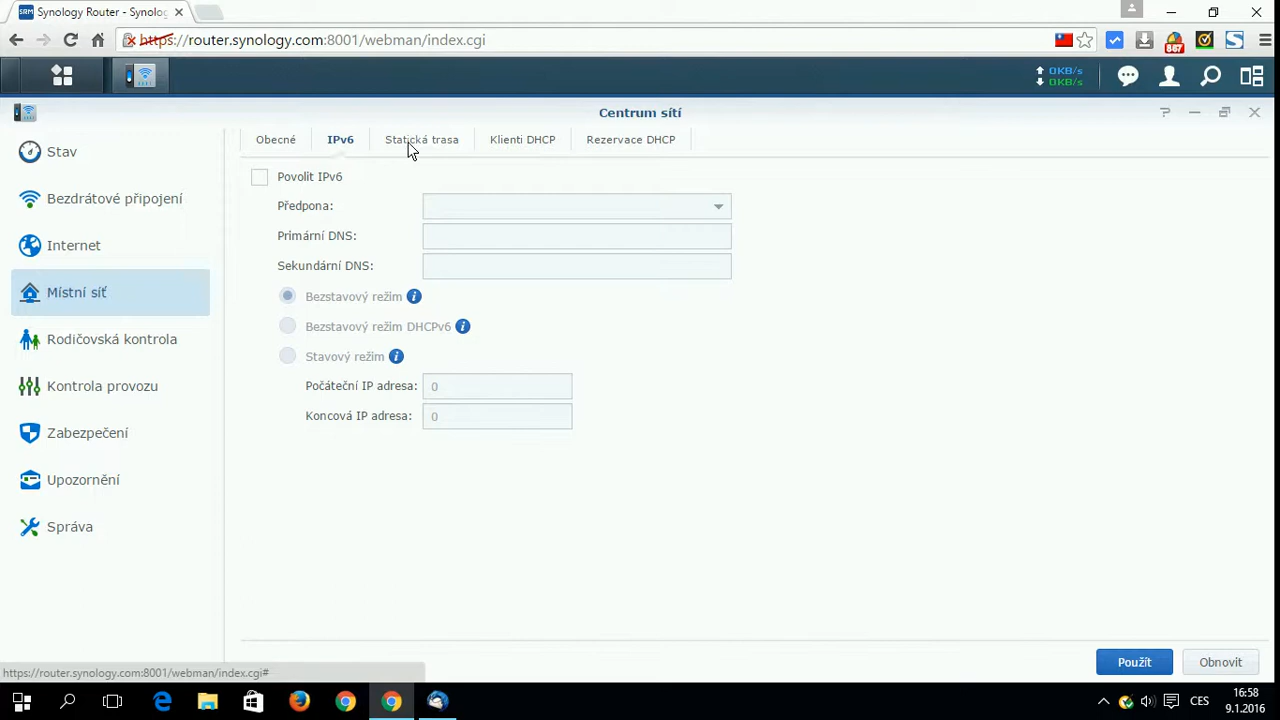 SRM Synology Router - Synolo
https://router.synology.com:8001/webman/index.cgi
887
0KB/s
0KB/s
Centrum sítí
Stav
Bezdrátové připojení
Internet
Místní síť
Rodičovská kontrola
Kontrola provozu
Zabezpečení
Upozornění
Správa
Obecné IPv6 Statická trasa Klienti DHCP Rezervace DHCP
Povolit IPv6
Předpona:
Primární DNS:
Sekundární DNS:
Bezstavový režim
Bezstavový režim DHCPv6
Stavový režim
Počáteční IP adresa: 0
Koncová IP adresa: 0
Použít Obnovit
https://router.synology.com:8001/webman/index.cgi#
CES
16:58
9.1.2016